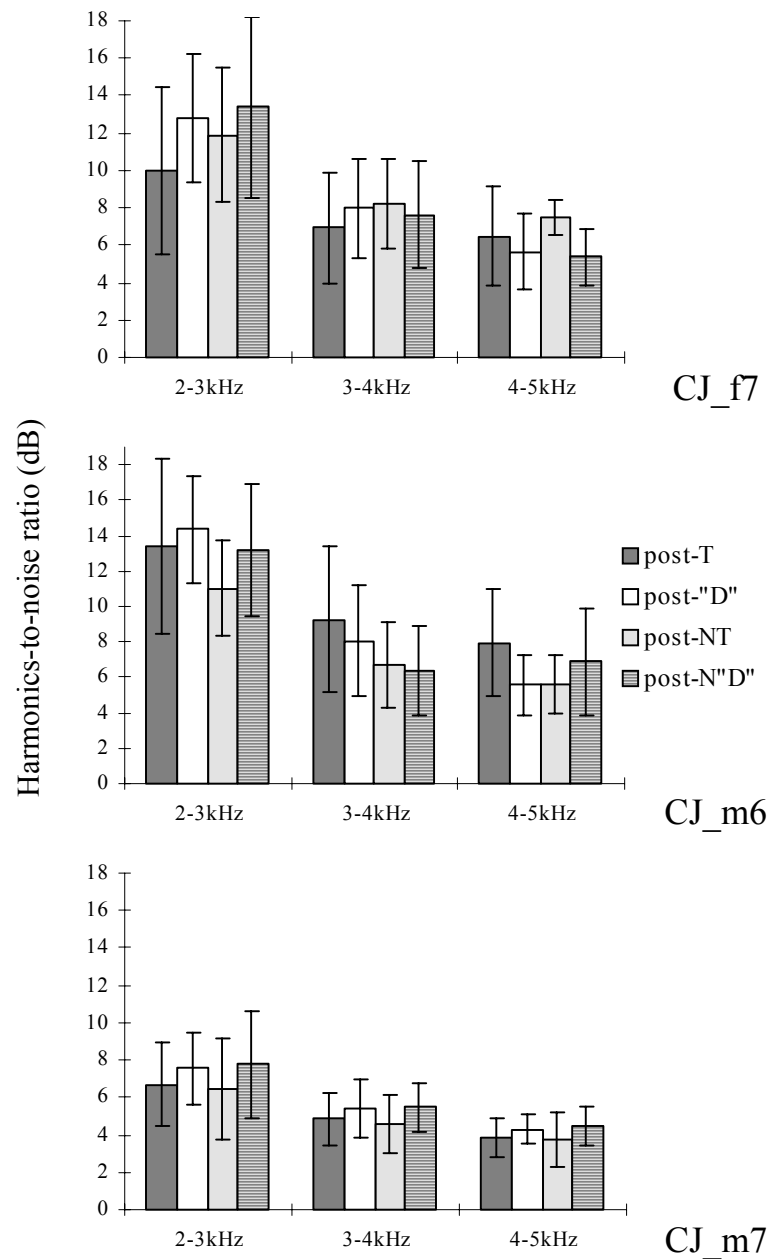 18
16
14
12
10
8
6
4
2
0
2-3kHz 3-4kHz 4-5kHz
CJ_f7
Harmonics-to-noise ratio (dB)
18
16
14
12
10
8
6
4
2
0
2-3kHz 3-4kHz 4-5kHz
post-T
post-"D"
post-NT
post-N"D"
CJ_m6
18
16
14
12
10
8
6
4
2
0
2-3kHz 3-4kHz 4-5kHz
CJ_m7